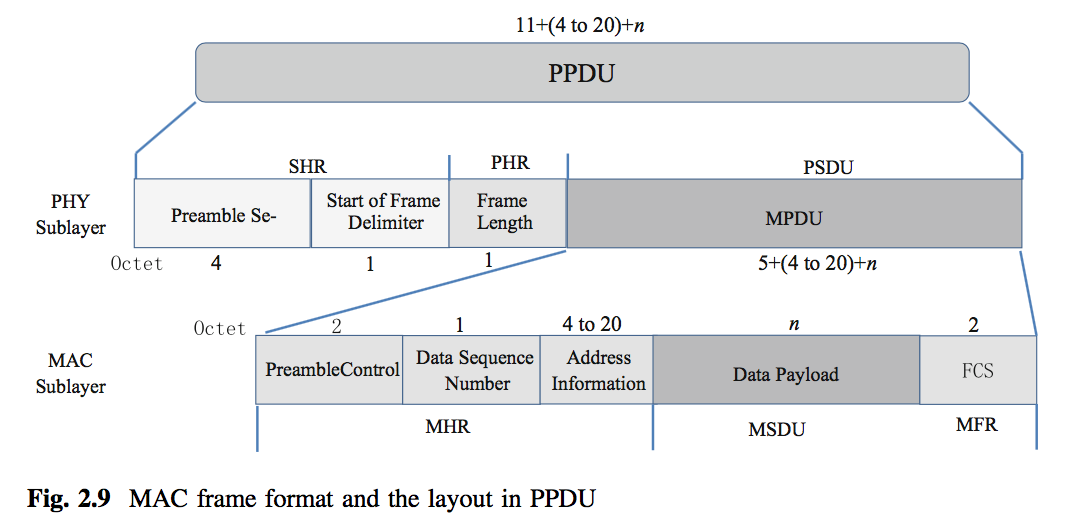 11+(4 to 20)+n
PPDU
SHR
PHR
PSDU
PHY
Sublayer
Preamble Se-
Start of Frame
Delimiter
Frame
Length
MPDU
Octet
4
1
1
5+(4 to 20)+n
Octet
2
1
4 to 20
n
2
MAC
Sublayer
PreambleControl
Data Sequence
Number
Address
Information
Data Payload
FCS
MHR
MSDU
MFR
Fig. 2.9 MAC frame format and the layout in PPDU